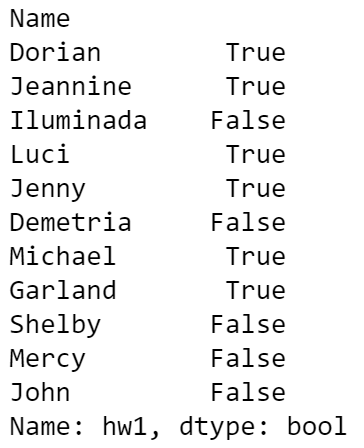 Name
Dorian        True
Jeannine      True
Iluminada    False
Luci          True
Jenny         True
Demetria     False
Michael       True
Garland       True
Shelby       False
Mercy        False
John         False
Name: hw1, dtype: bool